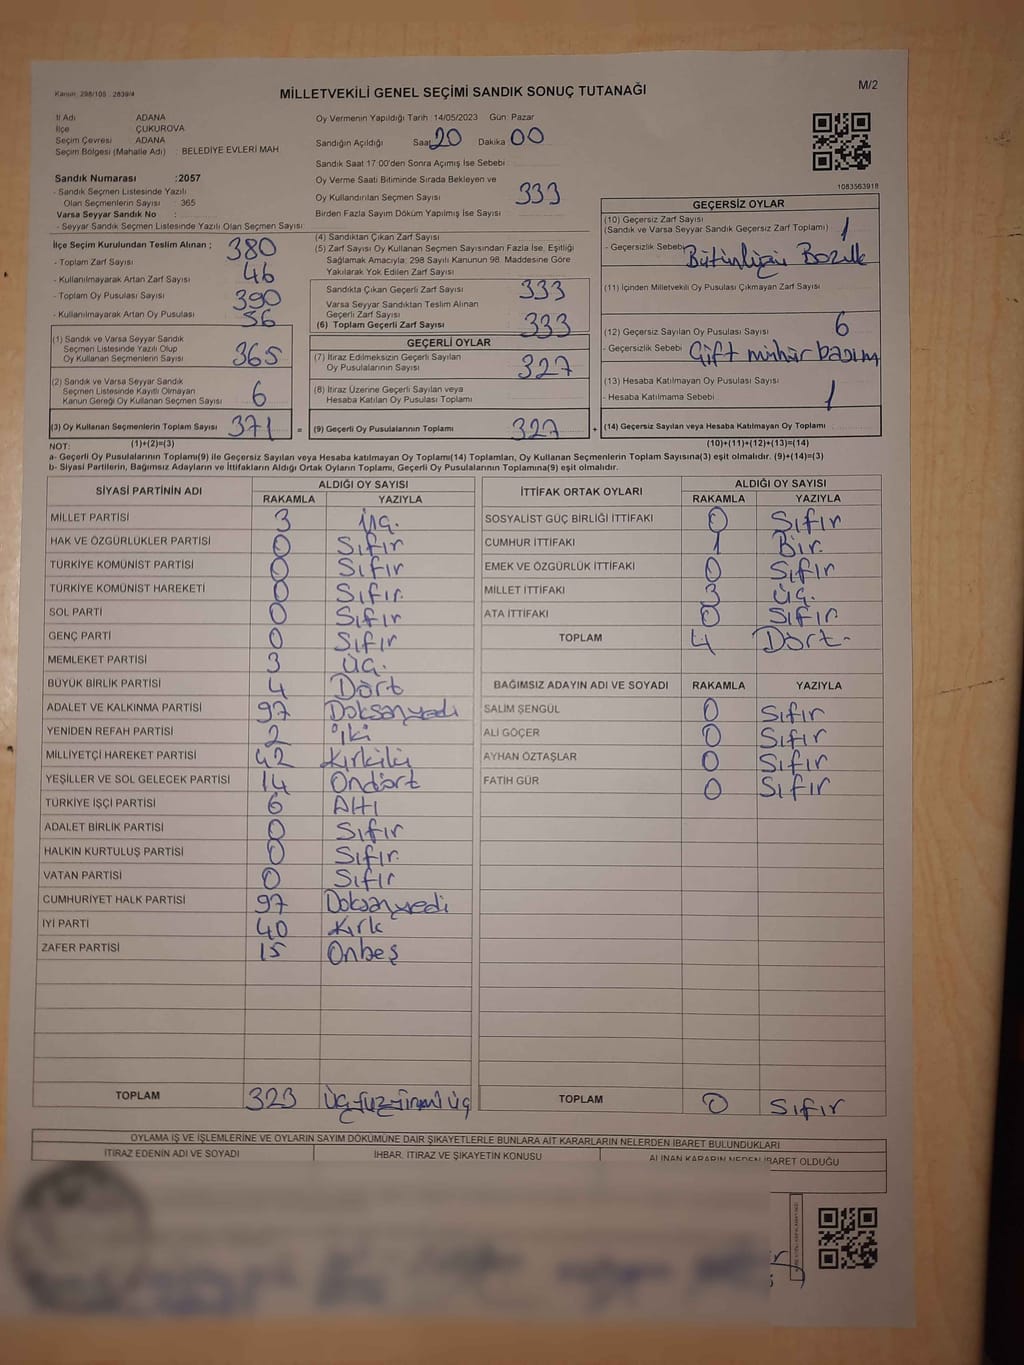 Kanun: 298/105 , 2839/4
MİLLETVEKİLİ GENEL SEÇİMİ SANDIK SONUÇ TUTANAĞI
M/2
İl Adı ADANA
İlçe ÇUKUROVA
Seçim Çevresi ADANA
Seçim Bölgesi (Mahalle Adı) : BELEDİYE EVLERİ MAH
Sandık Numarası :2057
- Sandık Seçmen Listesinde Yazılı
Olan Seçmenlerin Sayısı : 365
Varsa Seyyar Sandık No :
- Seyyar Sandık Seçmen Listesinde Yazılı Olan Seçmen Sayısı
İlçe Seçim Kurulundan Teslim Alınan ;
- Toplam Zarf Sayısı 380
- Kullanılmayarak Artan Zarf Sayısı 46
- Toplam Oy Pusulası Sayısı 390
- Kullanılmayarak Artan Oy Pusulası 56
(1) Sandık ve Varsa Seyyar Sandık
Seçmen Listesinde Yazılı Olup
Oy Kullanan Seçmenlerin Sayısı 365
(2) Sandık ve Varsa Seyyar Sandık
Seçmen Listesinde Kayıtlı Olmayan
Kanun Gereği Oy Kullanan Seçmen Sayısı 6
(3) Oy Kullanan Seçmenlerin Toplam Sayısı 371 =
Oy Vermenin Yapıldığı Tarih :14/05/2023 Gün: Pazar
Sandığın Açıldığı Saat 20 Dakika 00
Sandık Saat 17:00'den Sonra Açımış İse Sebebi
Oy Verme Saati Bitiminde Sırada Bekleyen ve
Oy Kullandırılan Seçmen Sayısı 333
Birden Fazla Sayım Döküm Yapılmış İse Sayısı
(4) Sandıktan Çıkan Zarf Sayısı
(5) Zarf Sayısı Oy Kullanan Seçmen Sayısından Fazla İse, Eşitliği
Sağlamak Amacıyla; 298 Sayılı Kanunun 98. Maddesine Göre
Yakılarak Yok Edilen Zarf Sayısı
Sandıkta Çıkan Geçerli Zarf Sayısı 333
Varsa Seyyar Sandıktan Teslim Alınan
Geçerli Zarf Sayısı
(6) Toplam Geçerli Zarf Sayısı 333
GEÇERLİ OYLAR
(7) İtiraz Edilmeksizin Geçerli Sayılan
Oy Pusulalarının Sayısı 327
(8) İtiraz Üzerine Geçerli Sayılan veya
Hesaba Katılan Oy Pusulası Toplamı
(9) Geçerli Oy Pusulalarının Toplamı 327 +
1083563918
GEÇERSİZ OYLAR
(10) Geçersiz Zarf Sayısı
(Sandık ve Varsa Seyyar Sandık Geçersiz Zarf Toplamı) 1
- Geçersizlik Sebebi Bütünlüğü Bozuk
(11) İçinden Milletvekili Oy Pusulası Çıkmayan Zarf Sayısı
(12) Geçersiz Sayılan Oy Pusulası Sayısı 6
- Geçersizlik Sebebi Çift mühür basım
(13) Hesaba Katılmayan Oy Pusulası Sayısı
- Hesaba Katılmama Sebebi 1
(14) Geçersiz Sayılan veya Hesaba Katılmayan Oy Toplamı
NOT: (1)+(2)=(3) (10)+(11)+(12)+(13)=(14)
a- Geçerli Oy Pusulalarının Toplamı(9) ile Geçersiz Sayılan veya Hesaba katılmayan Oy Toplamı(14) Toplamları, Oy Kullanan Seçmenlerin Toplam Sayısına(3) eşit olmalıdır. (9)+(14)=(3)
b- Siyasi Partilerin, Bağımsız Adayların ve İttifakların Aldığı Ortak Oyların Toplamı, Geçerli Oy Pusulalarının Toplamına(9) eşit olmalıdır.
SİYASİ PARTİNİN ADI ALDIĞI OY SAYISI
RAKAMLA YAZIYLA
MİLLET PARTİSİ 3 Üç.
HAK VE ÖZGÜRLÜKLER PARTİSİ 0 Sıfır
TÜRKİYE KOMÜNİST PARTİSİ 0 Sıfır
TÜRKİYE KOMÜNİST HAREKETİ 0 Sıfır
SOL PARTİ 0 Sıfır
GENÇ PARTİ 0 Sıfır
MEMLEKET PARTİSİ 3 Üç.
BÜYÜK BİRLİK PARTİSİ 4 Dört
ADALET VE KALKINMA PARTİSİ 97 Doksanyedi
YENİDEN REFAH PARTİSİ 2 iki
MİLLİYETÇİ HAREKET PARTİSİ 42 Kırkiki
YEŞİLLER VE SOL GELECEK PARTİSİ 14 Ondört
TÜRKİYE İŞÇİ PARTİSİ 6 Altı
ADALET BİRLİK PARTİSİ 0 Sıfır
HALKIN KURTULUŞ PARTİSİ 0 Sıfır
VATAN PARTİSİ 0 Sıfır
CUMHURİYET HALK PARTİSİ 97 Doksanyedi
İYİ PARTİ 40 Kırk
ZAFER PARTİSİ 15 Onbeş
TOPLAM 323 Üçyüzyirmi üç
İTTİFAK ORTAK OYLARI ALDIĞI OY SAYISI
RAKAMLA YAZIYLA
SOSYALİST GÜÇ BİRLİĞİ İTTİFAKI 0 Sıfır
CUMHUR İTTİFAKI 1 Bir.
EMEK VE ÖZGÜRLÜK İTTİFAKI 0 Sıfır
MİLLET İTTİFAKI 3 Üç.
ATA İTTİFAKI 0 Sıfır
TOPLAM 4 Dört-
BAĞIMSIZ ADAYIN ADI VE SOYADI RAKAMLA YAZIYLA
SALİM ŞENGÜL 0 Sıfır
ALİ GÖÇER 0 Sıfır
AYHAN ÖZTAŞLAR 0 Sıfır
FATİH GÜR 0 Sıfır
TOPLAM 0 Sıfır
OYLAMA İŞ VE İŞLEMLERİNE VE OYLARIN SAYIM DÖKÜMÜNE DAİR ŞİKAYETLERLE BUNLARA AİT KARARLARIN NELERDEN İBARET BULUNDUKLARI
İTİRAZ EDENİN ADI VE SOYADI İHBAR, İTİRAZ VE ŞİKAYETİN KONUSU ALINAN KARARIN NEDEN İBARET OLDUĞU